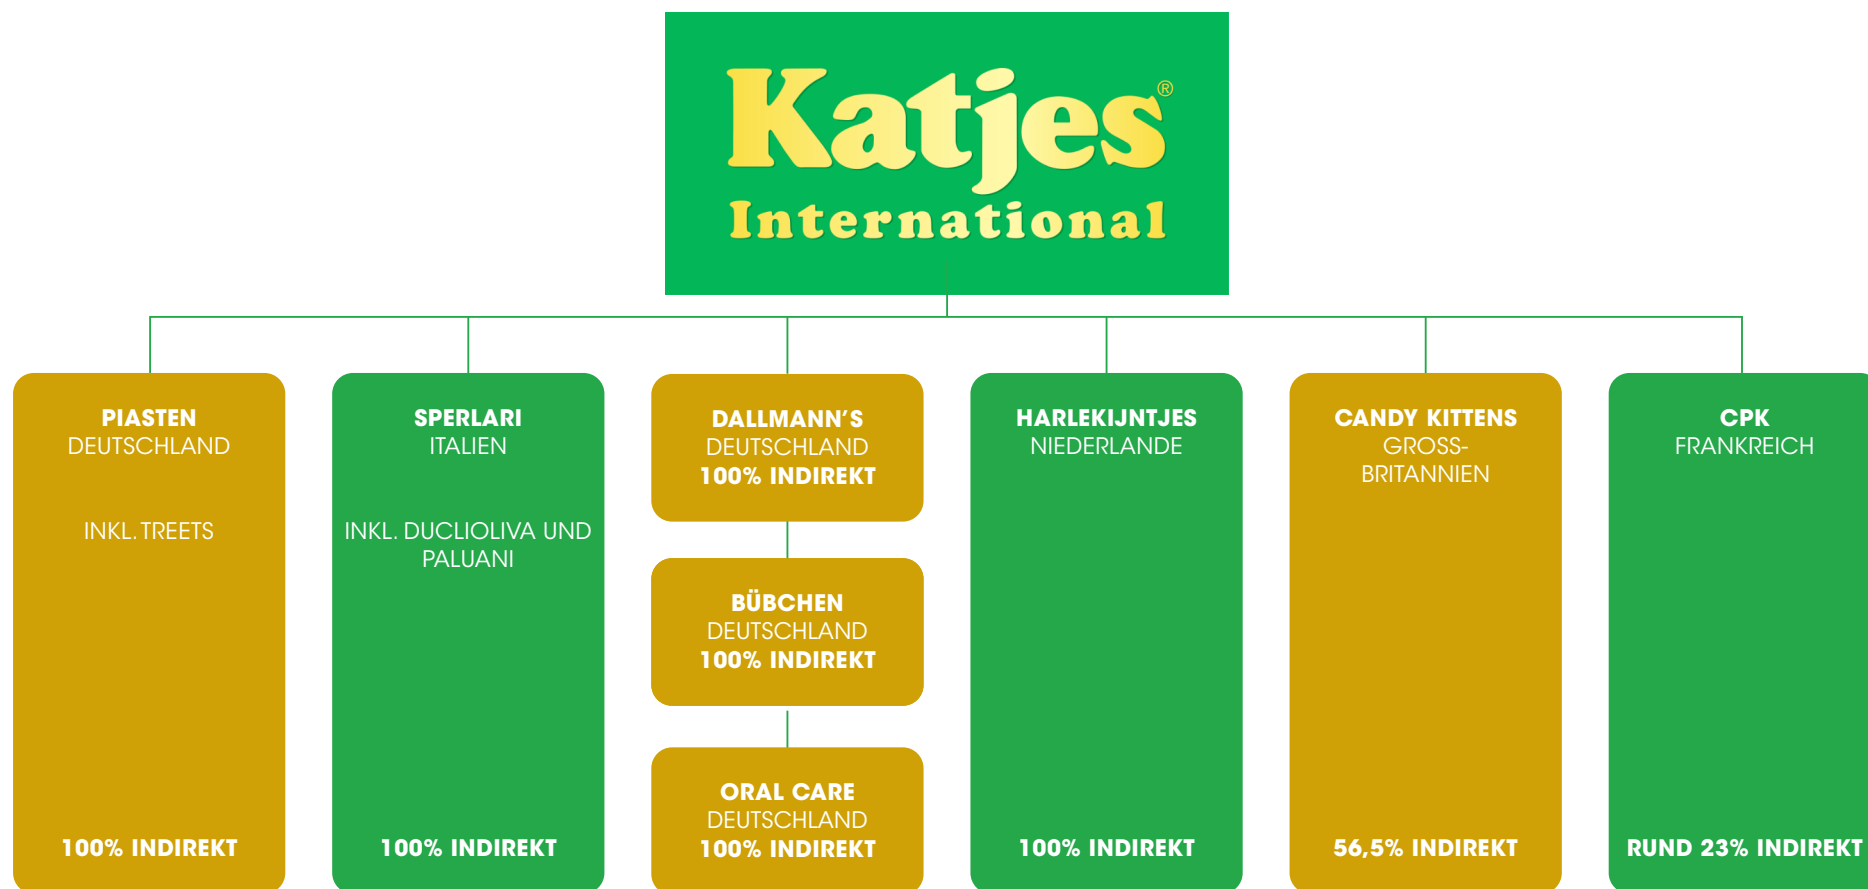 Katjes®
International
PIASTEN
DEUTSCHLAND
INKL. TREETS
100% INDIREKT
SPERLARI
ITALIEN
INKL. DUCLIOLIVA UND
PALUANI
100% INDIREKT
DALLMANN’S
DEUTSCHLAND
100% INDIREKT
BÜBCHEN
DEUTSCHLAND
100% INDIREKT
ORAL CARE
DEUTSCHLAND
100% INDIREKT
HARLEKIJNTJES
NIEDERLANDE
100% INDIREKT
CANDY KITTENS
GROSS-
BRITANNIEN
56,5% INDIREKT
CPK
FRANKREICH
RUND 23% INDIREKT